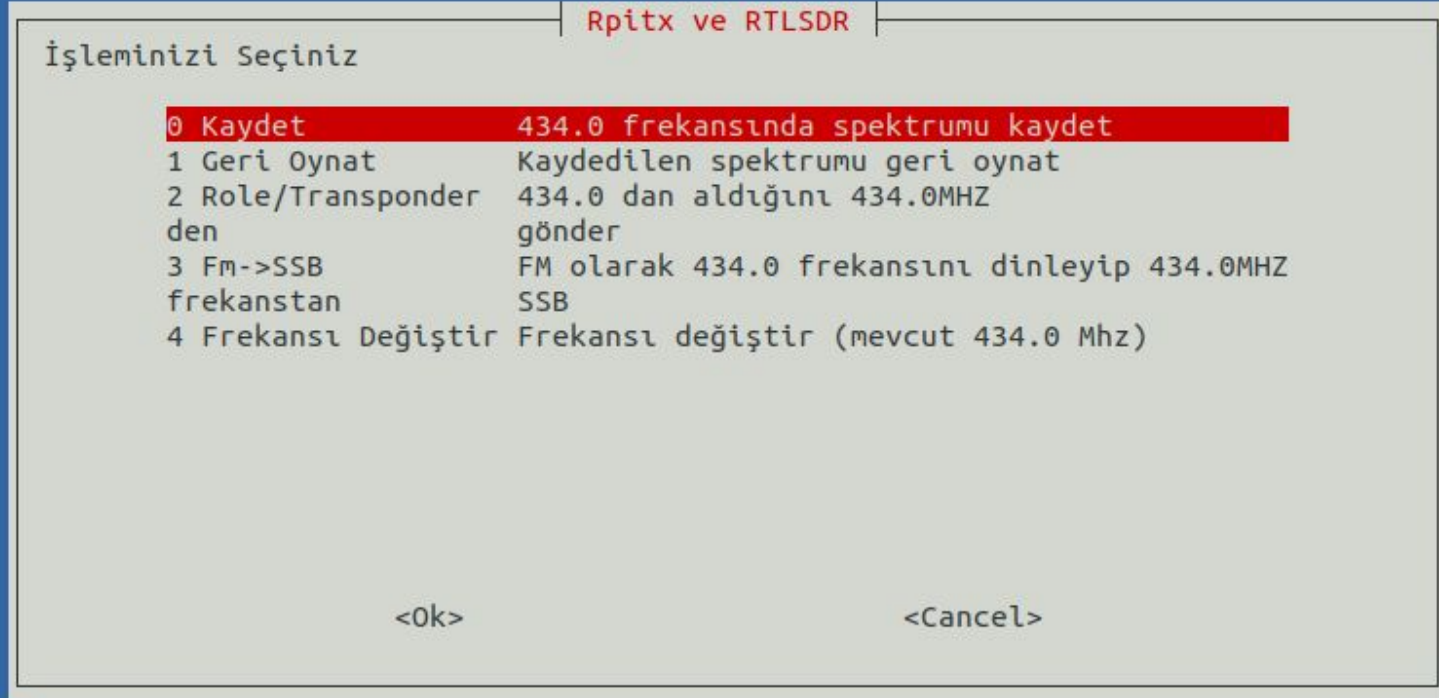 Rpitx ve RTLSDR
İşleminizi Seçiniz
0 Kaydet 434.0 frekansında spektrumu kaydet
1 Geri Oynat Kaydedilen spektrumu geri oynat
2 Role/Transponder 434.0 dan aldığını 434.0MHZ
den gönder
3 Fm->SSB FM olarak 434.0 frekansını dinleyip 434.0MHZ
frekanstan SSB
4 Frekansı Değiştir Frekansı değiştir (mevcut 434.0 Mhz)
<Ok> <Cancel>